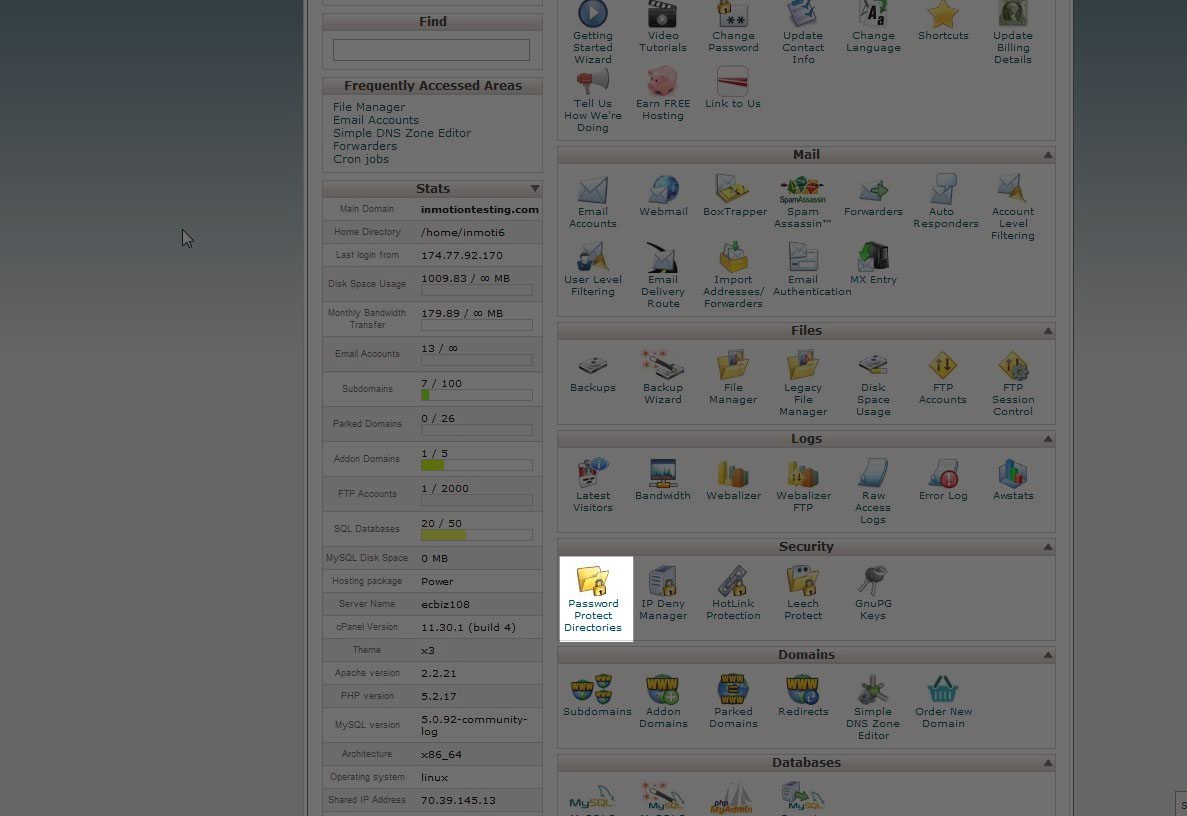 Find
Frequently Accessed Areas
File Manager
Email Accounts
Simple DNS Zone Editor
Forwarders
Cron jobs
Stats
Main Domain inmotiontesting.com
Home Directory /home/inmoti6
Last login from 174.77.92.170
Disk Space Usage 1009.83 / ∞ MB
Monthly Bandwidth Transfer 179.89 / ∞ MB
Email Accounts 13 / ∞
Subdomains 7 / 100
Parked Domains 0 / 26
Addon Domains 1 / 5
FTP Accounts 1 / 2000
SQL Databases 20 / 50
MySQL Disk Space 0 MB
Hosting package Power
Server Name ecbiz108
cPanel Version 11.30.1 (build 4)
Theme x3
Apache version 2.2.21
PHP version 5.2.17
MySQL version 5.0.92-community-log
Architecture x86_64
Operating system linux
Shared IP Address 70.39.145.13
Getting Started Wizard
Video Tutorials
Change Password
Update Contact Info
Change Language
Shortcuts
Update Billing Details
Tell Us How We're Doing
Earn FREE Hosting
Link to Us
Mail
Email Accounts
Webmail
BoxTrapper
SpamAssassin
Spam Assassin™
Forwarders
Auto Responders
Account Level Filtering
User Level Filtering
Email Delivery Route
Import Addresses/ Forwarders
Email Authentication
MX Entry
Files
Backups
Backup Wizard
File Manager
Legacy File Manager
Disk Space Usage
FTP Accounts
FTP Session Control
Logs
Latest Visitors
Bandwidth
Webalizer
Webalizer FTP
Raw Access Logs
Error Log
Awstats
Security
Password Protect Directories
IP Deny Manager
HotLink Protection
Leech Protect
GnuPG Keys
Domains
WWW Subdomains
WWW Addon Domains
WWW Parked Domains
WWW Redirects
Simple DNS Zone Editor
Order New Domain
Databases
MySQL
MySQL
php MyAdmin
MySQL